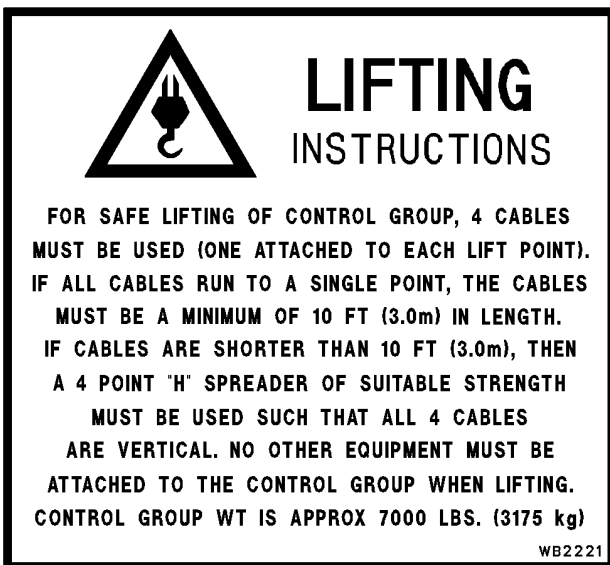 LIFTING
INSTRUCTIONS
FOR SAFE LIFTING OF CONTROL GROUP, 4 CABLES
MUST BE USED (ONE ATTACHED TO EACH LIFT POINT).
IF ALL CABLES RUN TO A SINGLE POINT, THE CABLES
MUST BE A MINIMUM OF 10 FT (3.0m) IN LENGTH.
IF CABLES ARE SHORTER THAN 10 FT (3.0m), THEN
A 4 POINT "H" SPREADER OF SUITABLE STRENGTH
MUST BE USED SUCH THAT ALL 4 CABLES
ARE VERTICAL. NO OTHER EQUIPMENT MUST BE
ATTACHED TO THE CONTROL GROUP WHEN LIFTING.
CONTROL GROUP WT IS APPROX 7000 LBS. (3175 kg)
WB2221